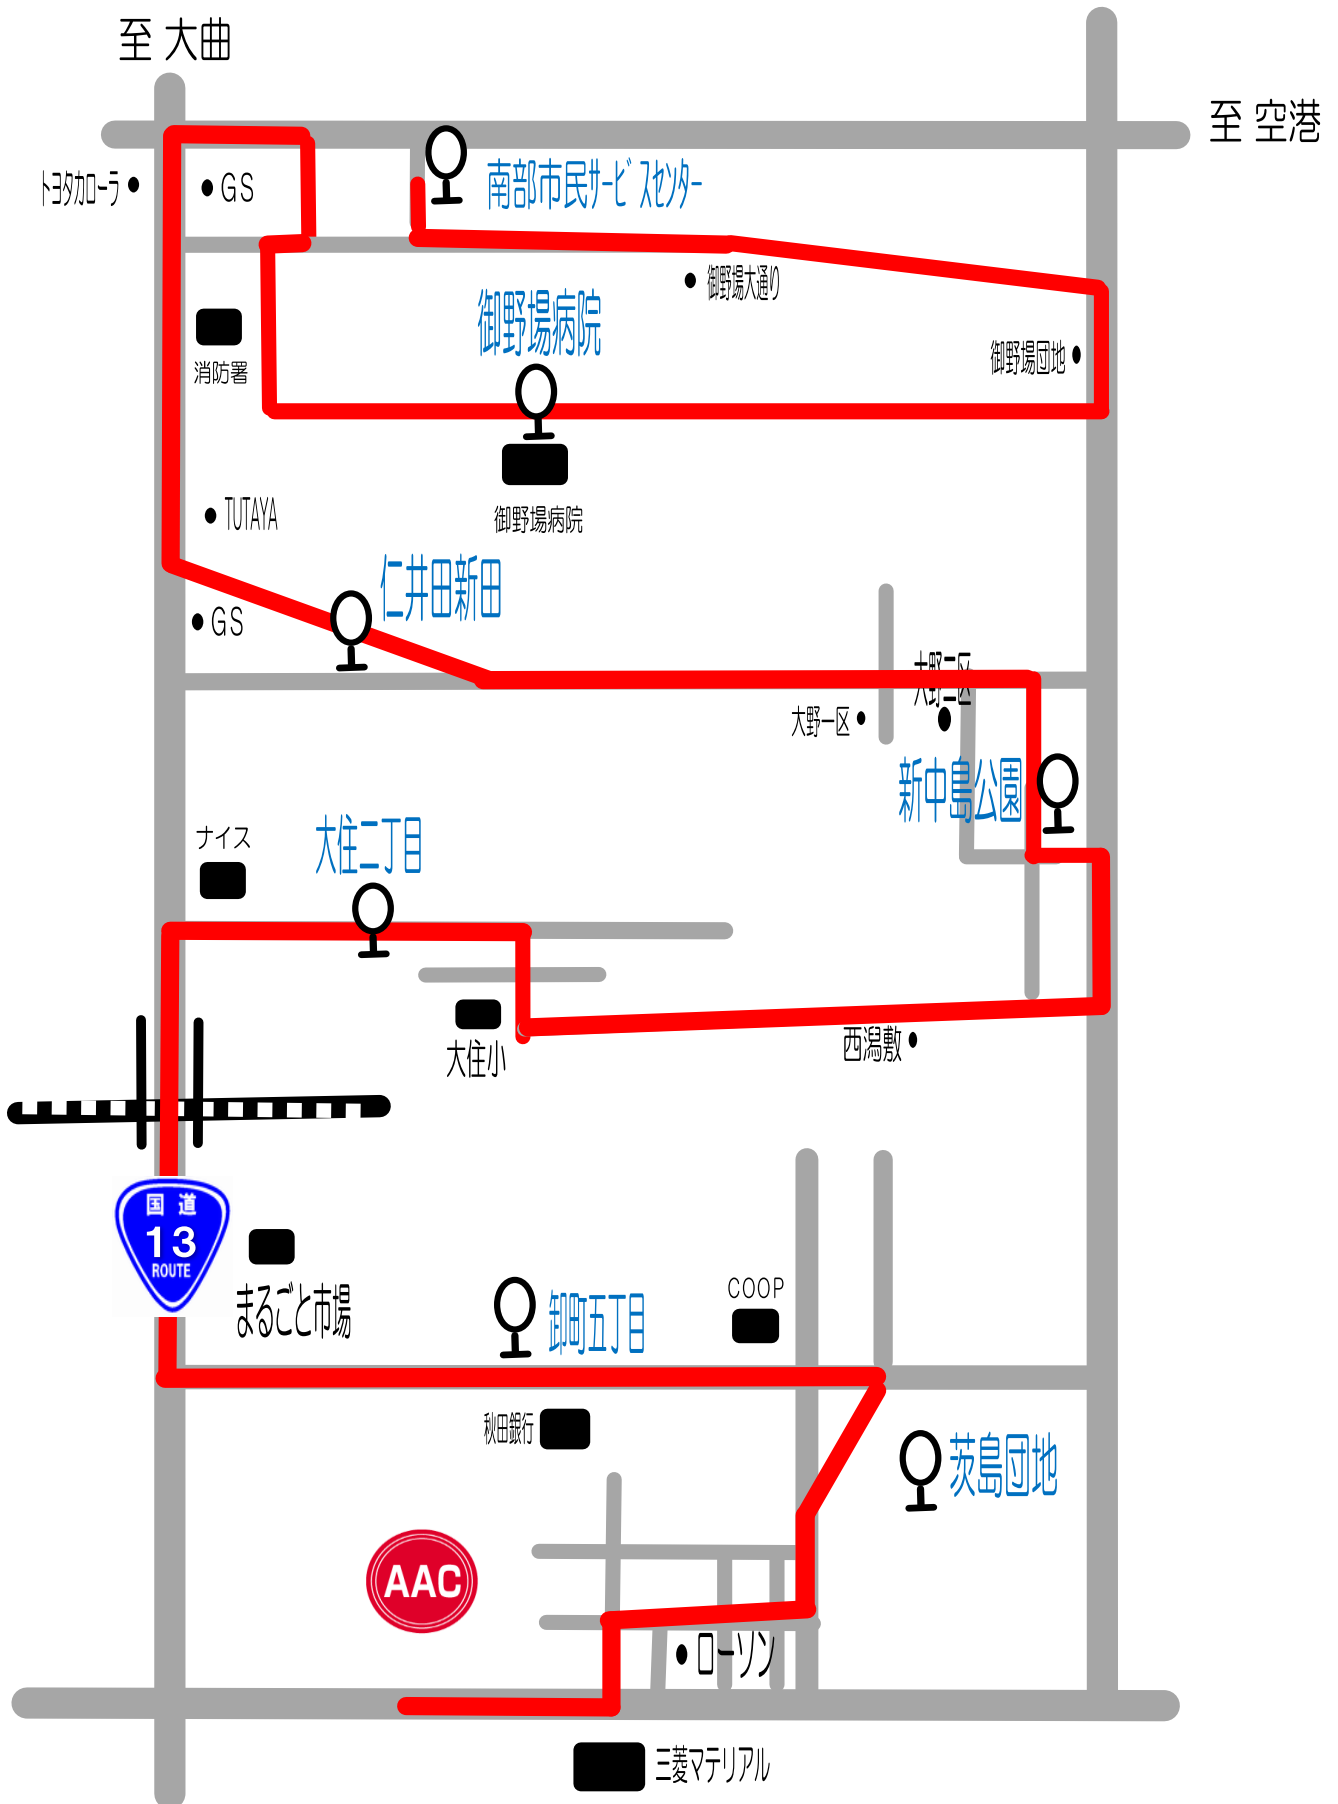 至 大曲
至 空港
トヨタカローラ
GS
南部市民サービスセンター
御野場大通り
御野場病院
御野場団地
消防署
TUTAYA
御野場病院
仁井田新田
GS
大野二区
大野一区
新中島公園
ナイス
大住二丁目
大住小
西潟敷
国道
13
ROUTE
まるごと市場
卸町五丁目
COOP
秋田銀行
茨島団地
AAC
ローソン
三菱マテリアル